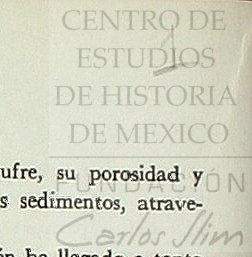 CENTRO DE
ESTUDIOS
DE HISTORIA
DE MEXICO
ufre, su porosidad y
FUNDACIÓN
s sedimentos, atrave-
Carlos Slim